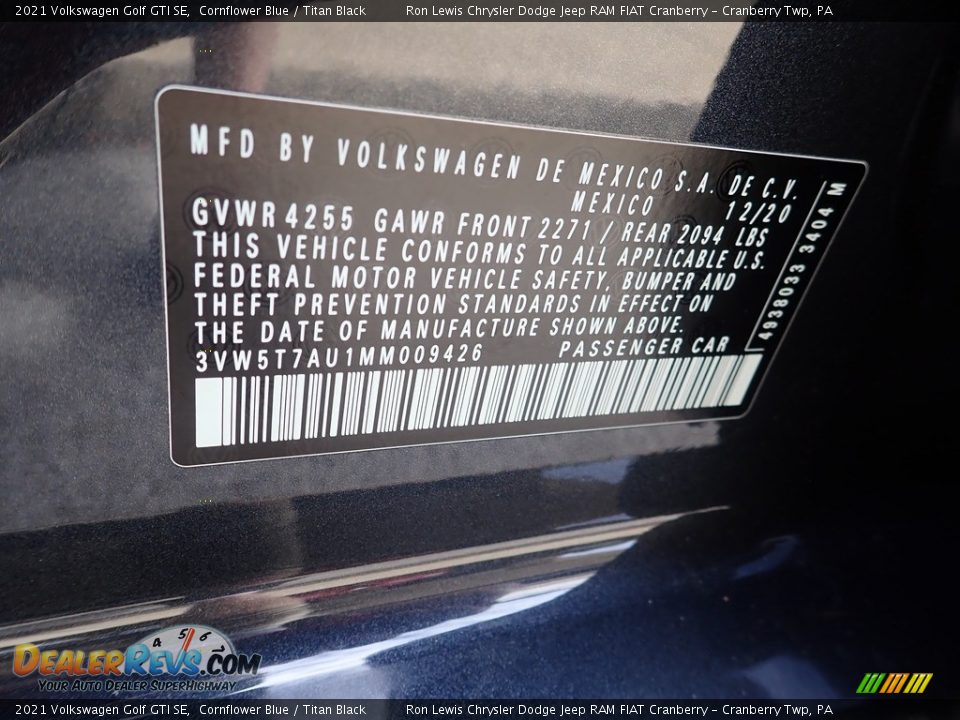 2021 Volkswagen Golf GTI SE, Cornflower Blue / Titan Black Ron Lewis Chrysler Dodge Jeep RAM FIAT Cranberry - Cranberry Twp, PA
MFD BY VOLKSWAGEN DE MEXICO S.A. DE C.V.
MEXICO 12/20
GVWR 4255 GAWR FRONT 2271 / REAR 2094 LBS
THIS VEHICLE CONFORMS TO ALL APPLICABLE U.S.
FEDERAL MOTOR VEHICLE SAFETY, BUMPER AND
THEFT PREVENTION STANDARDS IN EFFECT ON
THE DATE OF MANUFACTURE SHOWN ABOVE.
3VW5T7AU1MM009426 PASSENGER CAR
4938033 3404 M
4 5 6
DEALERREVS.COM
YOUR AUTO DEALER SUPERHIGHWAY
2021 Volkswagen Golf GTI SE, Cornflower Blue / Titan Black Ron Lewis Chrysler Dodge Jeep RAM FIAT Cranberry - Cranberry Twp, PA